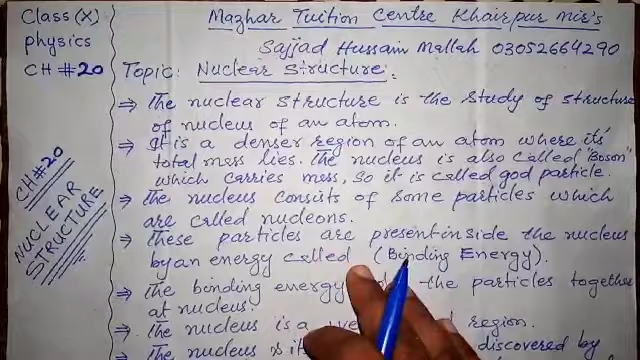 Class (X)
physics
CH #20
Mazhar Tuition Centre Khairpur Mir's
Sajjad Hussain Mallah 03052664290
Topic: Nuclear Structure:
⇒ The nuclear structure is the study of structure
of nucleus of an atom.
⇒ It is a denser region of an atom where its'
total mass lies. The nucleus is also called "Boson"
which carries mass, So it is called god particle.
⇒ The nucleus consits of some particles which
are called nucleons.
⇒ These particles are present inside the nucleus
by an energy called (Binding Energy).
⇒ The binding energy the particles together
at nucleus.
⇒ The nucleus is a region.
⇒ The nucleus discovered by
CH #20
NUCLEAR
STRUCTURE